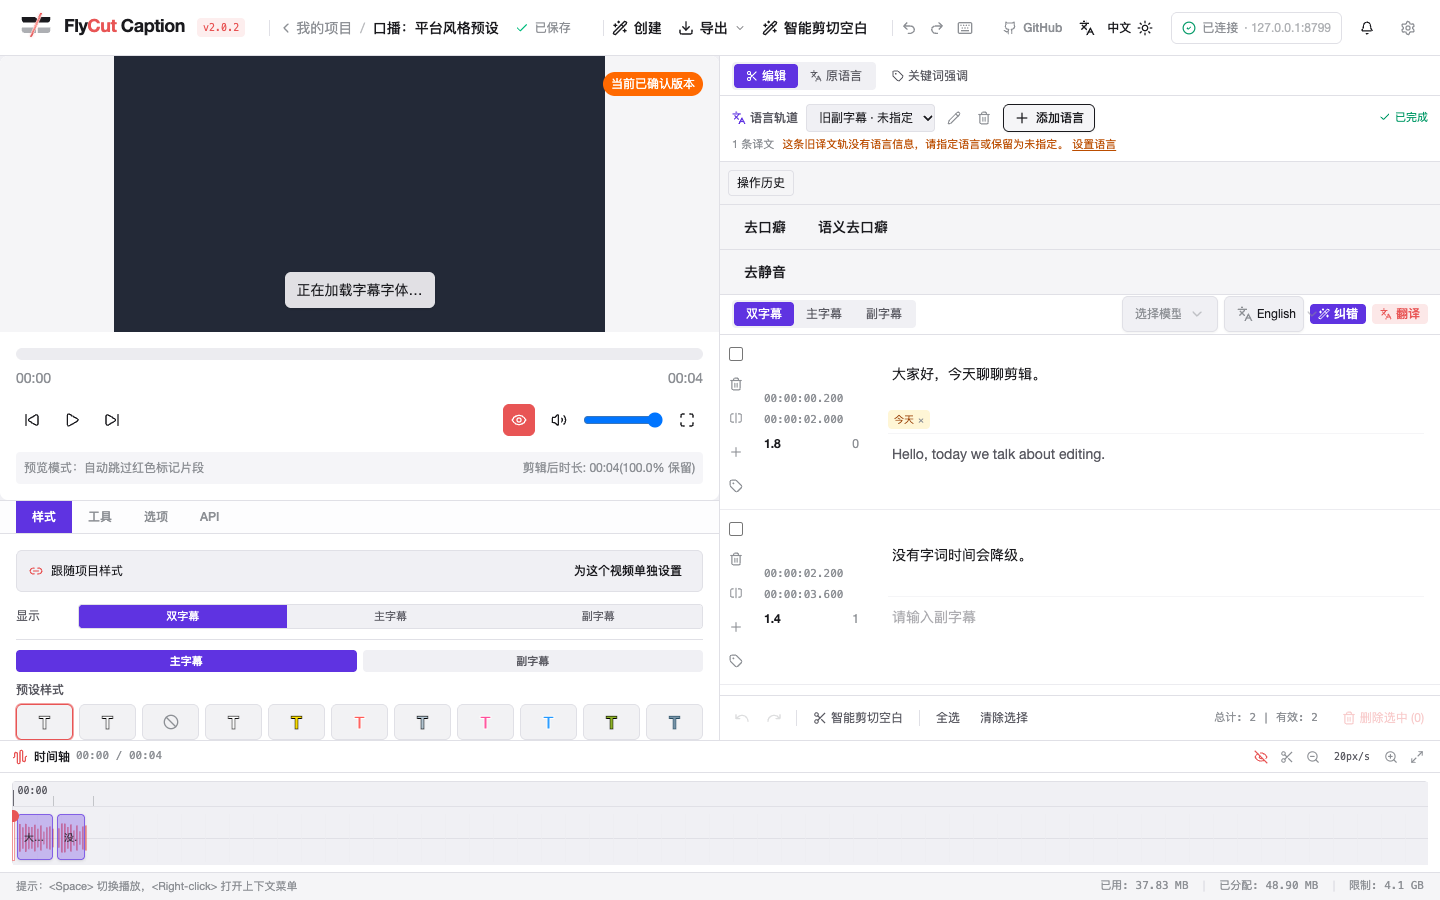 FlyCut Caption v2.0.2 我的项目 / 口播：平台风格预设 已保存 创建 导出 智能剪切空白 GitHub 中文 已连接 · 127.0.0.1:8799
当前已确认版本
正在加载字幕字体...
00:00 00:04
预览模式：自动跳过红色标记片段 剪辑后时长: 00:04(100.0% 保留)
样式 工具 选项 API
跟随项目样式 为这个视频单独设置
显示 双字幕 主字幕 副字幕
主字幕 副字幕
预设样式
T T T T T T T T T T
编辑 原语言 关键词强调
语言轨道 旧副字幕 · 未指定 添加语言 已完成
1 条译文 这条旧译文轨没有语言信息，请指定语言或保留为未指定。 设置语言
操作历史
去口癖 语义去口癖
去静音
双字幕 主字幕 副字幕 选择模型 English 纠错 翻译
大家好，今天聊聊剪辑。
00:00:00.200
00:00:02.000 今天 ×
1.8 0
Hello, today we talk about editing.
没有字词时间会降级。
00:00:02.200
00:00:03.600
1.4 1 请输入副字幕
智能剪切空白 全选 清除选择 总计: 2 | 有效: 2 删除选中 (0)
时间轴 00:00 / 00:04 20px/s
00:00
大... 没...
提示：<Space> 切换播放，<Right-click> 打开上下文菜单 已用: 37.83 MB 已分配: 48.90 MB 限制: 4.1 GB